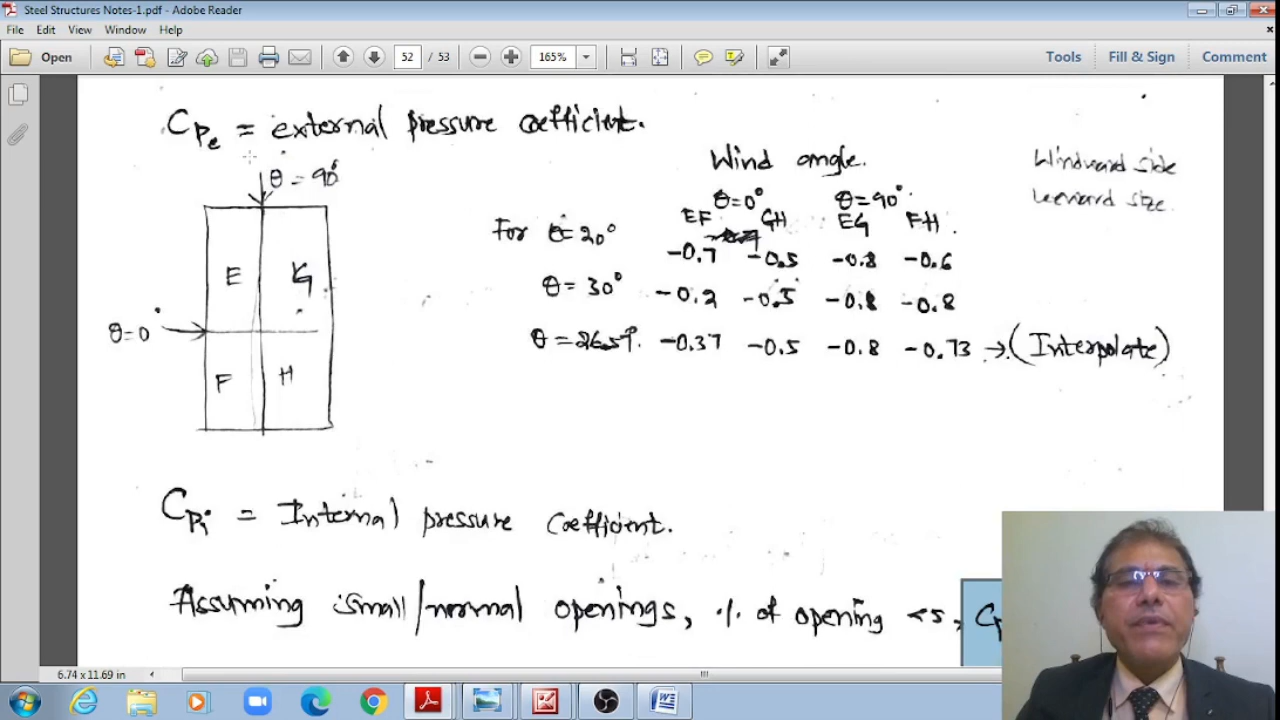 Steel Structures Notes-1.pdf - Adobe Reader
File Edit View Window Help
Open 52 / 53 165% Tools Fill & Sign Comment
CPe = external pressure coefficient.
Wind angle. Windward side
θ = 90° θ=0° θ=90° Leeward size
EF GH EG FH
For θ=20° -0.7 -0.5 -0.8 -0.6
E G θ = 30° -0.2 -0.5 -0.8 -0.8
θ=0° θ = 26.57° -0.37 -0.5 -0.8 -0.73 → (Interpolate)
F H
CPi = Internal pressure coefficient.
Assuming small/normal openings, % of opening <5, CP
6.74 x 11.69 in